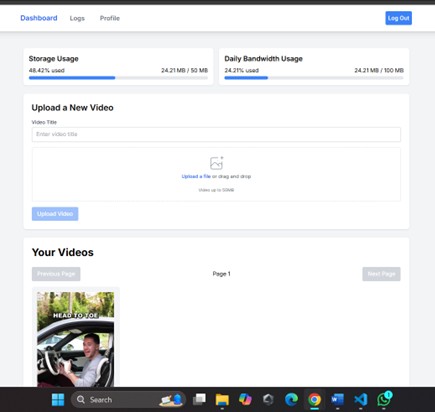 Dashboard Logs Profile Log Out
Storage Usage
48.42% used 24.21 MB / 50 MB
Daily Bandwidth Usage
24.21% used 24.21 MB / 100 MB
Upload a New Video
Video Title
Enter video title
Upload a file or drag and drop
Video up to 50MB
Upload Video
Your Videos
Previous Page Page 1 Next Page
HEAD TO TOE
Search